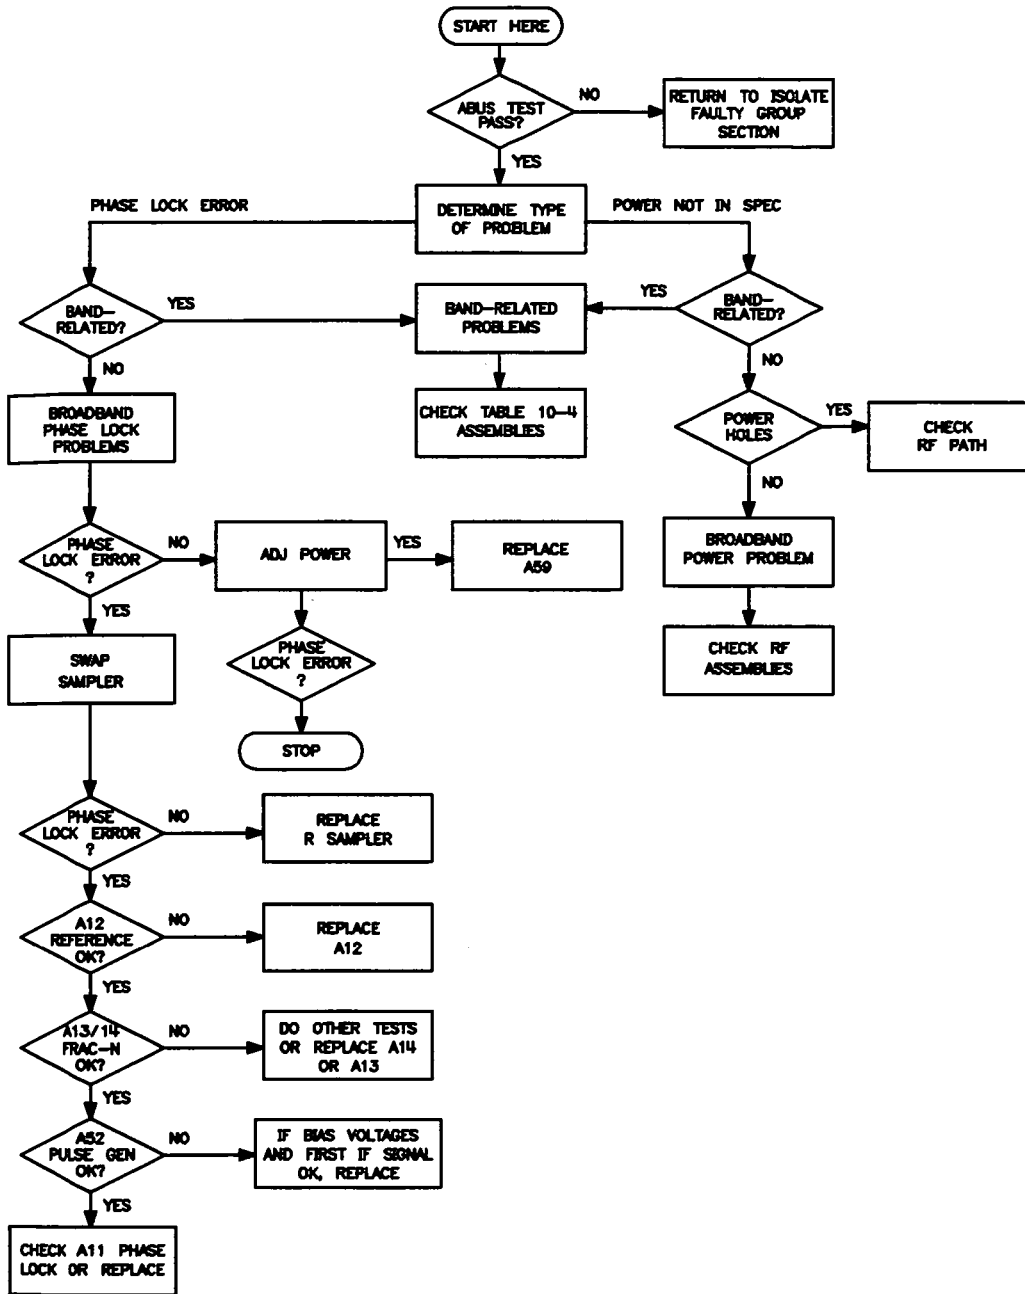 START HERE
ABUS TEST
PASS?
NO
RETURN TO ISOLATE
FAULTY GROUP
SECTION
YES
PHASE LOCK ERROR
DETERMINE TYPE
OF PROBLEM
POWER NOT IN SPEC
BAND-
RELATED?
YES
BAND-RELATED
PROBLEMS
YES
BAND-
RELATED?
NO
NO
BROADBAND
PHASE LOCK
PROBLEMS
CHECK TABLE 10-4
ASSEMBLIES
POWER
HOLES
YES
CHECK
RF PATH
NO
PHASE
LOCK ERROR
?
NO
ADJ POWER
YES
REPLACE
A59
BROADBAND
POWER PROBLEM
YES
SWAP
SAMPLER
PHASE
LOCK ERROR
?
CHECK RF
ASSEMBLIES
STOP
PHASE
LOCK ERROR
?
NO
REPLACE
R SAMPLER
YES
A12
REFERENCE
OK?
NO
REPLACE
A12
YES
A13/14
FRAC-N
OK?
NO
DO OTHER TESTS
OR REPLACE A14
OR A13
YES
A52
PULSE GEN
OK?
NO
IF BIAS VOLTAGES
AND FIRST IF SIGNAL
OK, REPLACE
YES
CHECK A11 PHASE
LOCK OR REPLACE